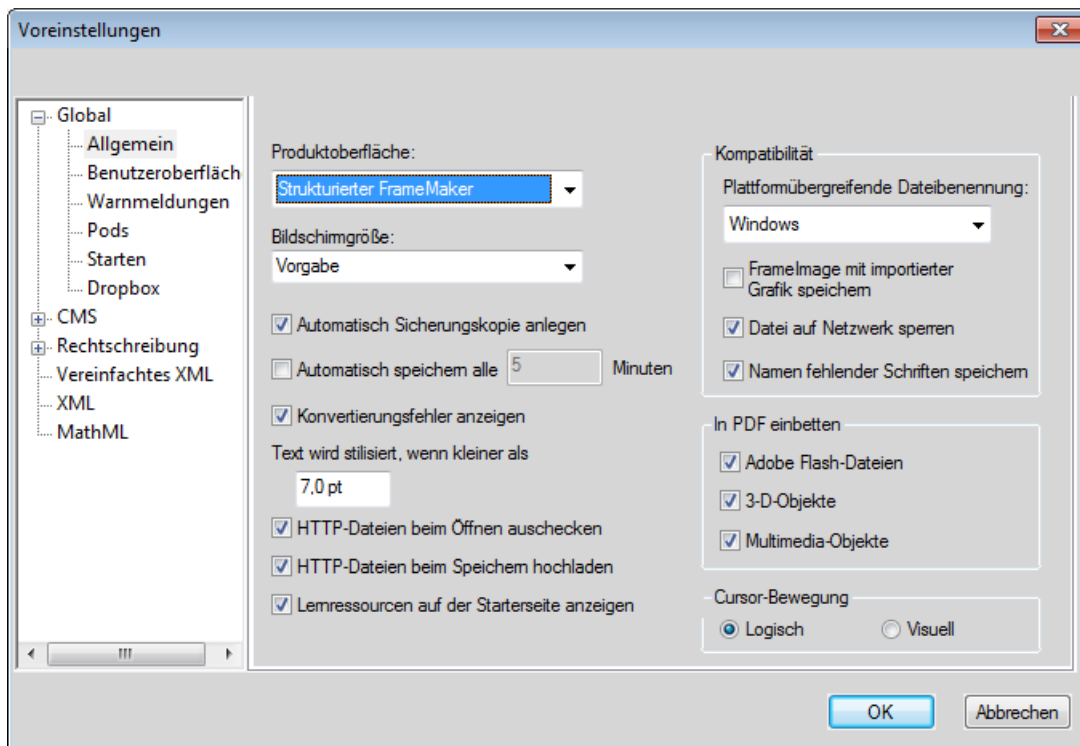 Voreinstellungen
Global
Allgemein
Benutzeroberfläch
Warnmeldungen
Pods
Starten
Dropbox
CMS
Rechtschreibung
Vereinfachtes XML
XML
MathML
Produktoberfläche:
Strukturierter FrameMaker
Bildschirmgröße:
Vorgabe
Automatisch Sicherungskopie anlegen
Automatisch speichern alle 5 Minuten
Konvertierungsfehler anzeigen
Text wird stilisiert, wenn kleiner als
7,0 pt
HTTP-Dateien beim Öffnen auschecken
HTTP-Dateien beim Speichern hochladen
Lernressourcen auf der Starterseite anzeigen
Kompatibilität
Plattformübergreifende Dateibenennung:
Windows
FrameImage mit importierter
Grafik speichern
Datei auf Netzwerk sperren
Namen fehlender Schriften speichern
In PDF einbetten
Adobe Flash-Dateien
3-D-Objekte
Multimedia-Objekte
Cursor-Bewegung
Logisch Visuell
OK Abbrechen